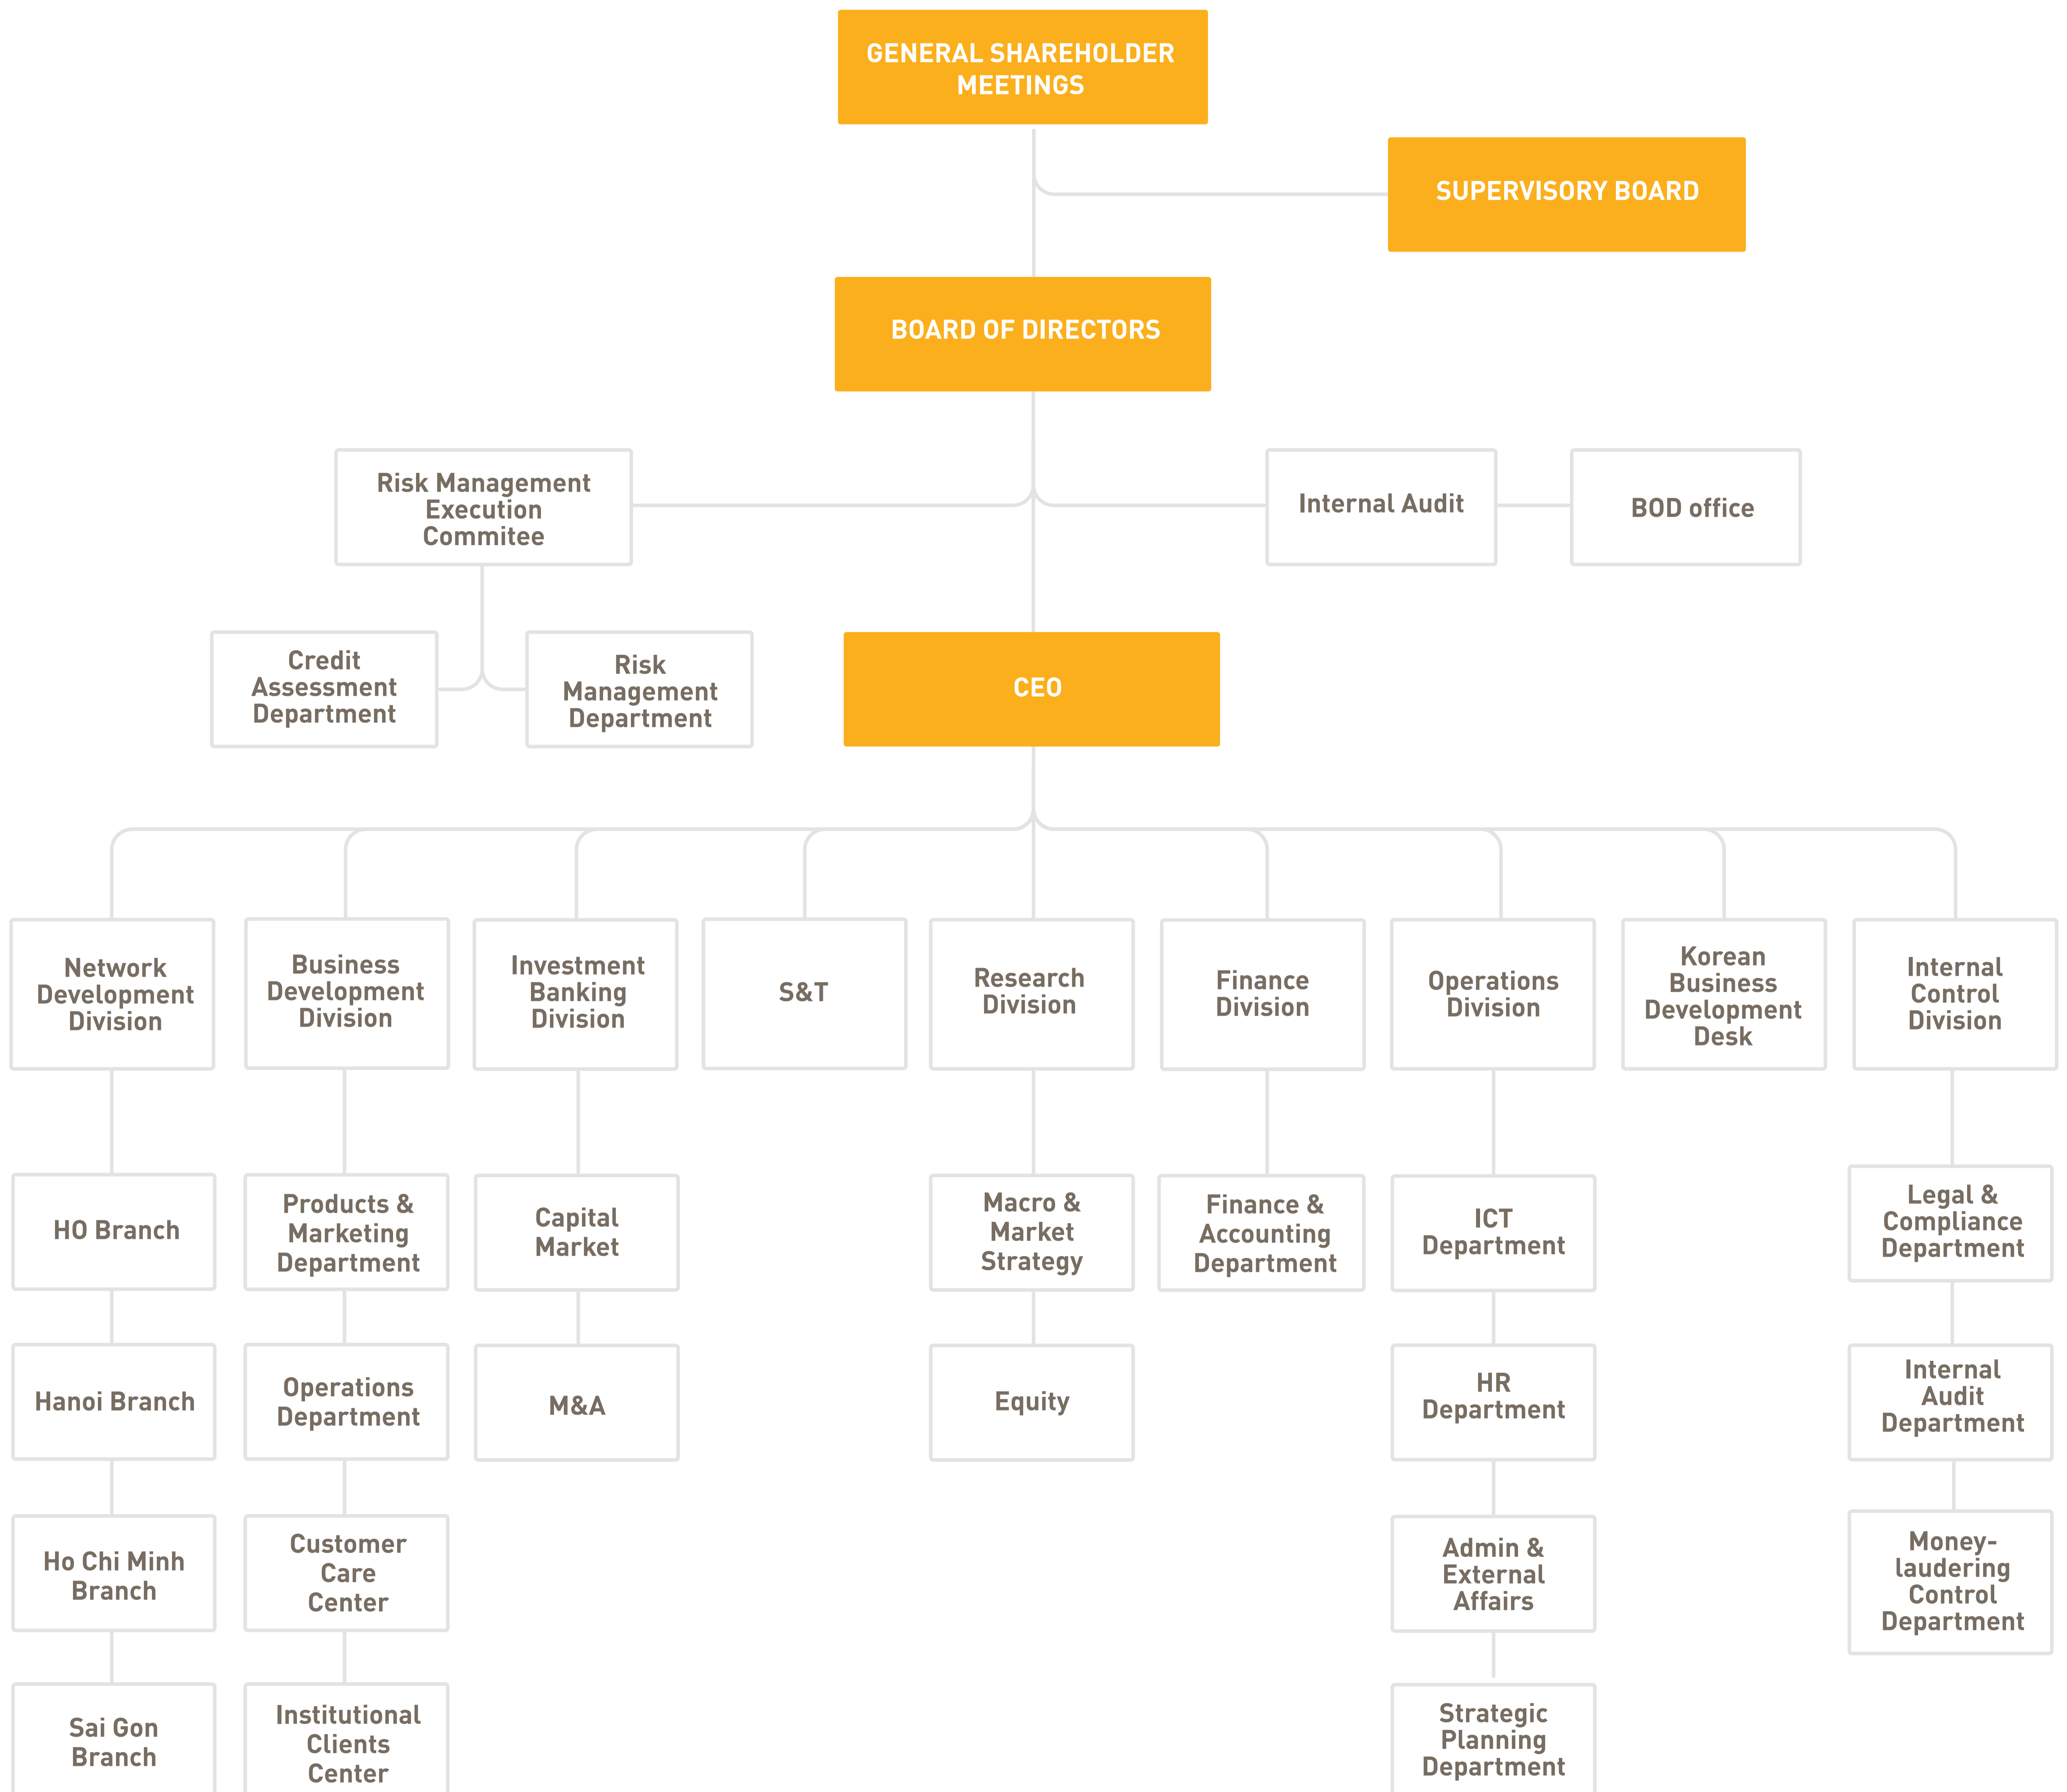 GENERAL SHAREHOLDER
MEETINGS
SUPERVISORY BOARD
BOARD OF DIRECTORS
Risk Management
Execution
Commitee
Internal Audit
BOD office
Credit
Assessment
Department
Risk
Management
Department
CEO
Network
Development
Division
Business
Development
Division
Investment
Banking
Division
S&T
Research
Division
Finance
Division
Operations
Division
Korean
Business
Development
Desk
Internal
Control
Division
HO Branch
Products &
Marketing
Department
Capital
Market
Macro &
Market
Strategy
Finance &
Accounting
Department
ICT
Department
Legal &
Compliance
Department
Hanoi Branch
Operations
Department
M&A
Equity
HR
Department
Internal
Audit
Department
Ho Chi Minh
Branch
Customer
Care
Center
Admin &
External
Affairs
Money-
laudering
Control
Department
Sai Gon
Branch
Institutional
Clients
Center
Strategic
Planning
Department